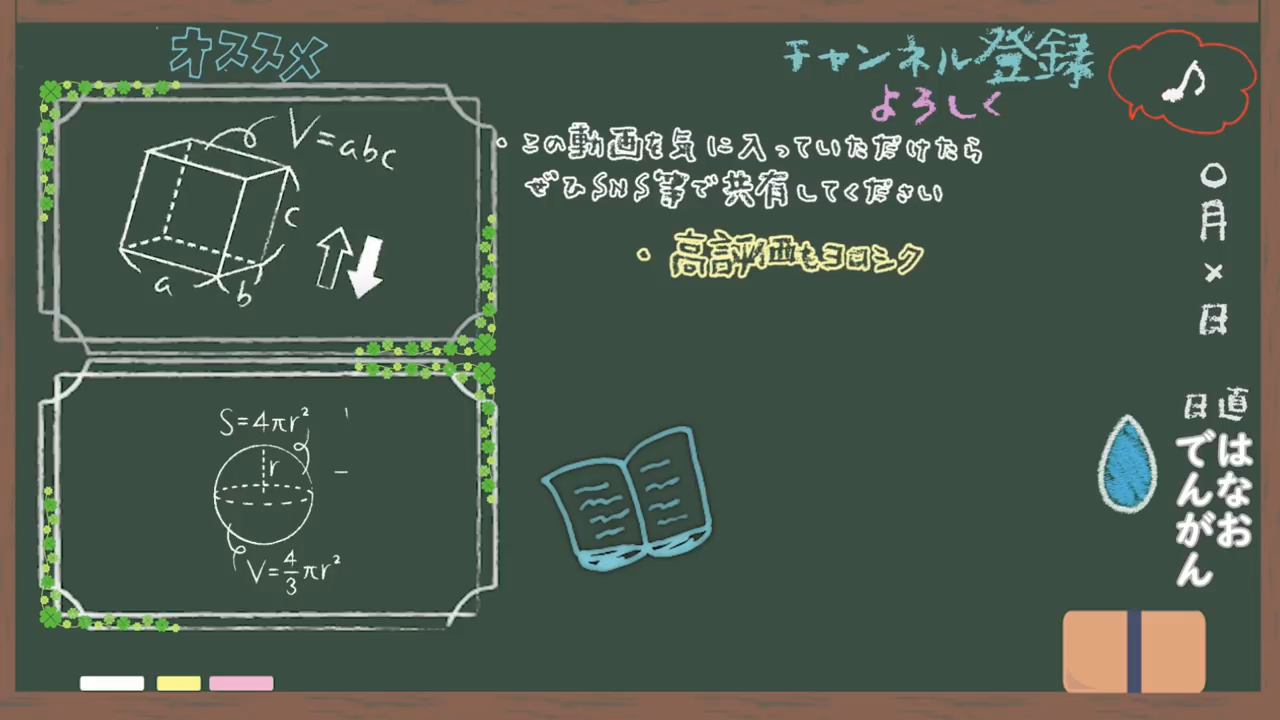 オススメ
V=abc
c
a
b
S=4πr²
r
V=4/3πr²
チャンネル登録
よろしく
・この動画を気に入っていただけたら
ぜひSNS等で共有してください
・高評価もヨロシク
♪
〇月×日
日直
はなお
でんがん